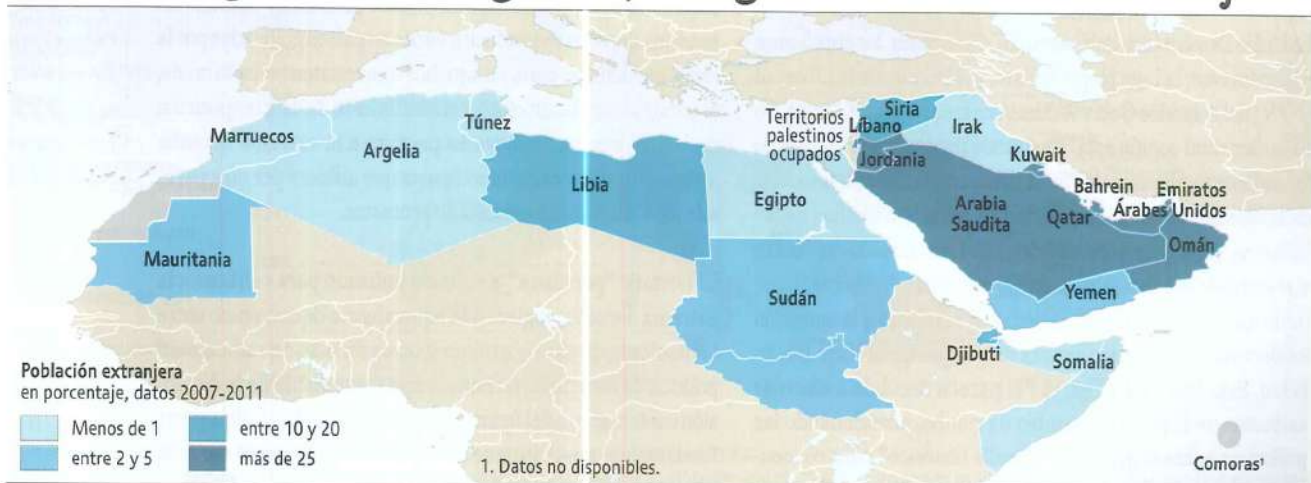 Marruecos
Túnez
Argelia
Libia
Egipto
Mauritania
Sudán
Territorios
palestinos
ocupados
Siria
Líbano
Irak
Jordania
Kuwait
Arabia
Saudita
Bahrein
Qatar
Emiratos
Árabes Unidos
Omán
Yemen
Djibuti
Somalia
Comoras¹
Población extranjera
en porcentaje, datos 2007-2011
Menos de 1
entre 10 y 20
entre 2 y 5
más de 25
1. Datos no disponibles.